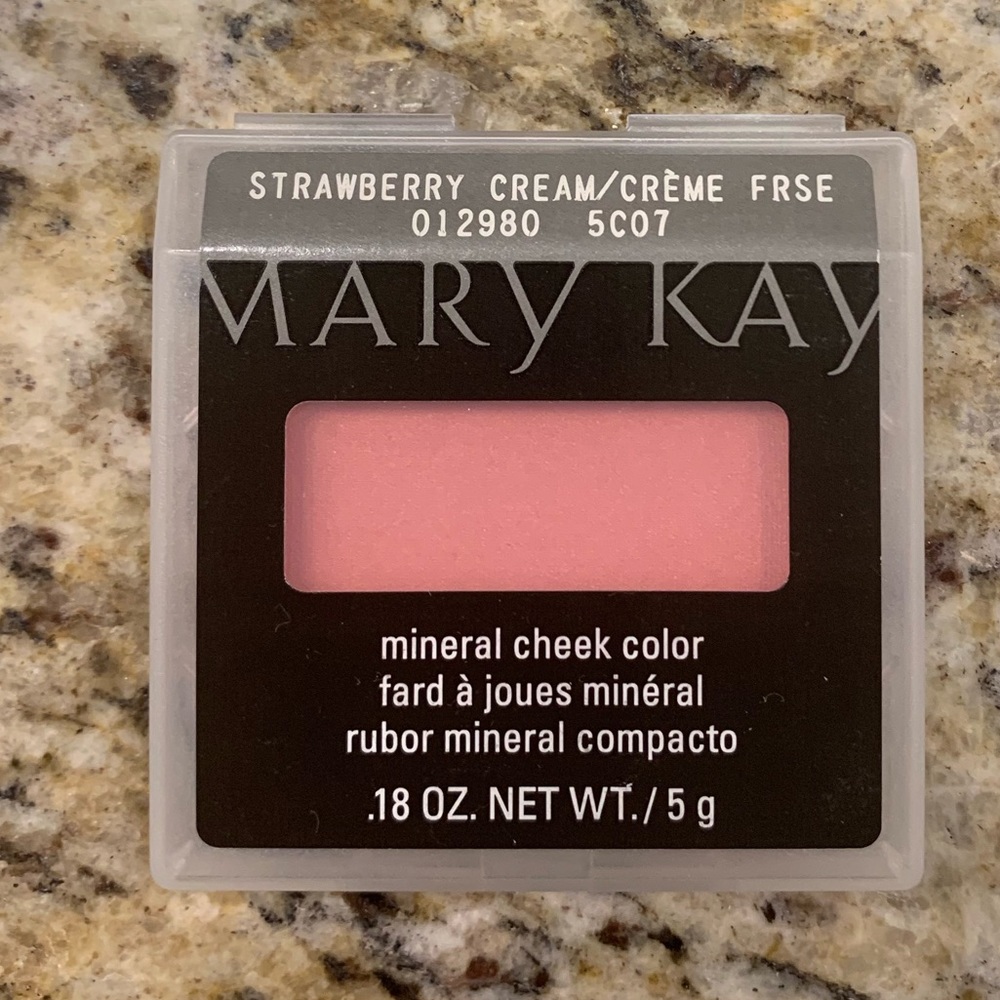 STRAWBERRY CREAM/CRÈME FRSE
012980 5C07
MARY KAY
mineral cheek color
fard à joues minéral
rubor mineral compacto
.18 OZ. NET WT. / 5 g